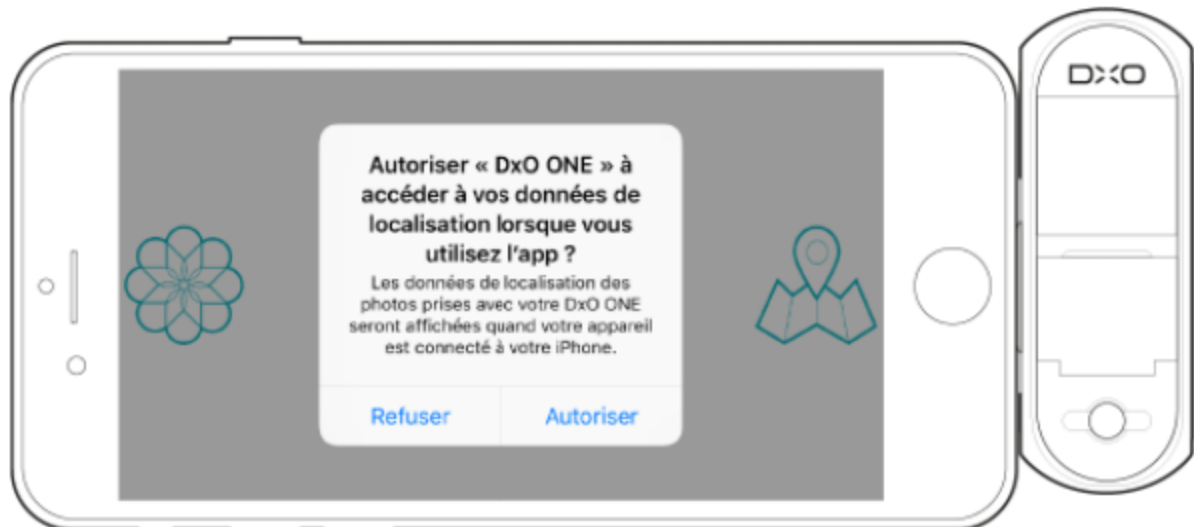 DXO
Autoriser « DxO ONE » à
accéder à vos données de
localisation lorsque vous
utilisez l'app ?
Les données de localisation des
photos prises avec votre DxO ONE
seront affichées quand votre appareil
est connecté à votre iPhone.
Refuser
Autoriser